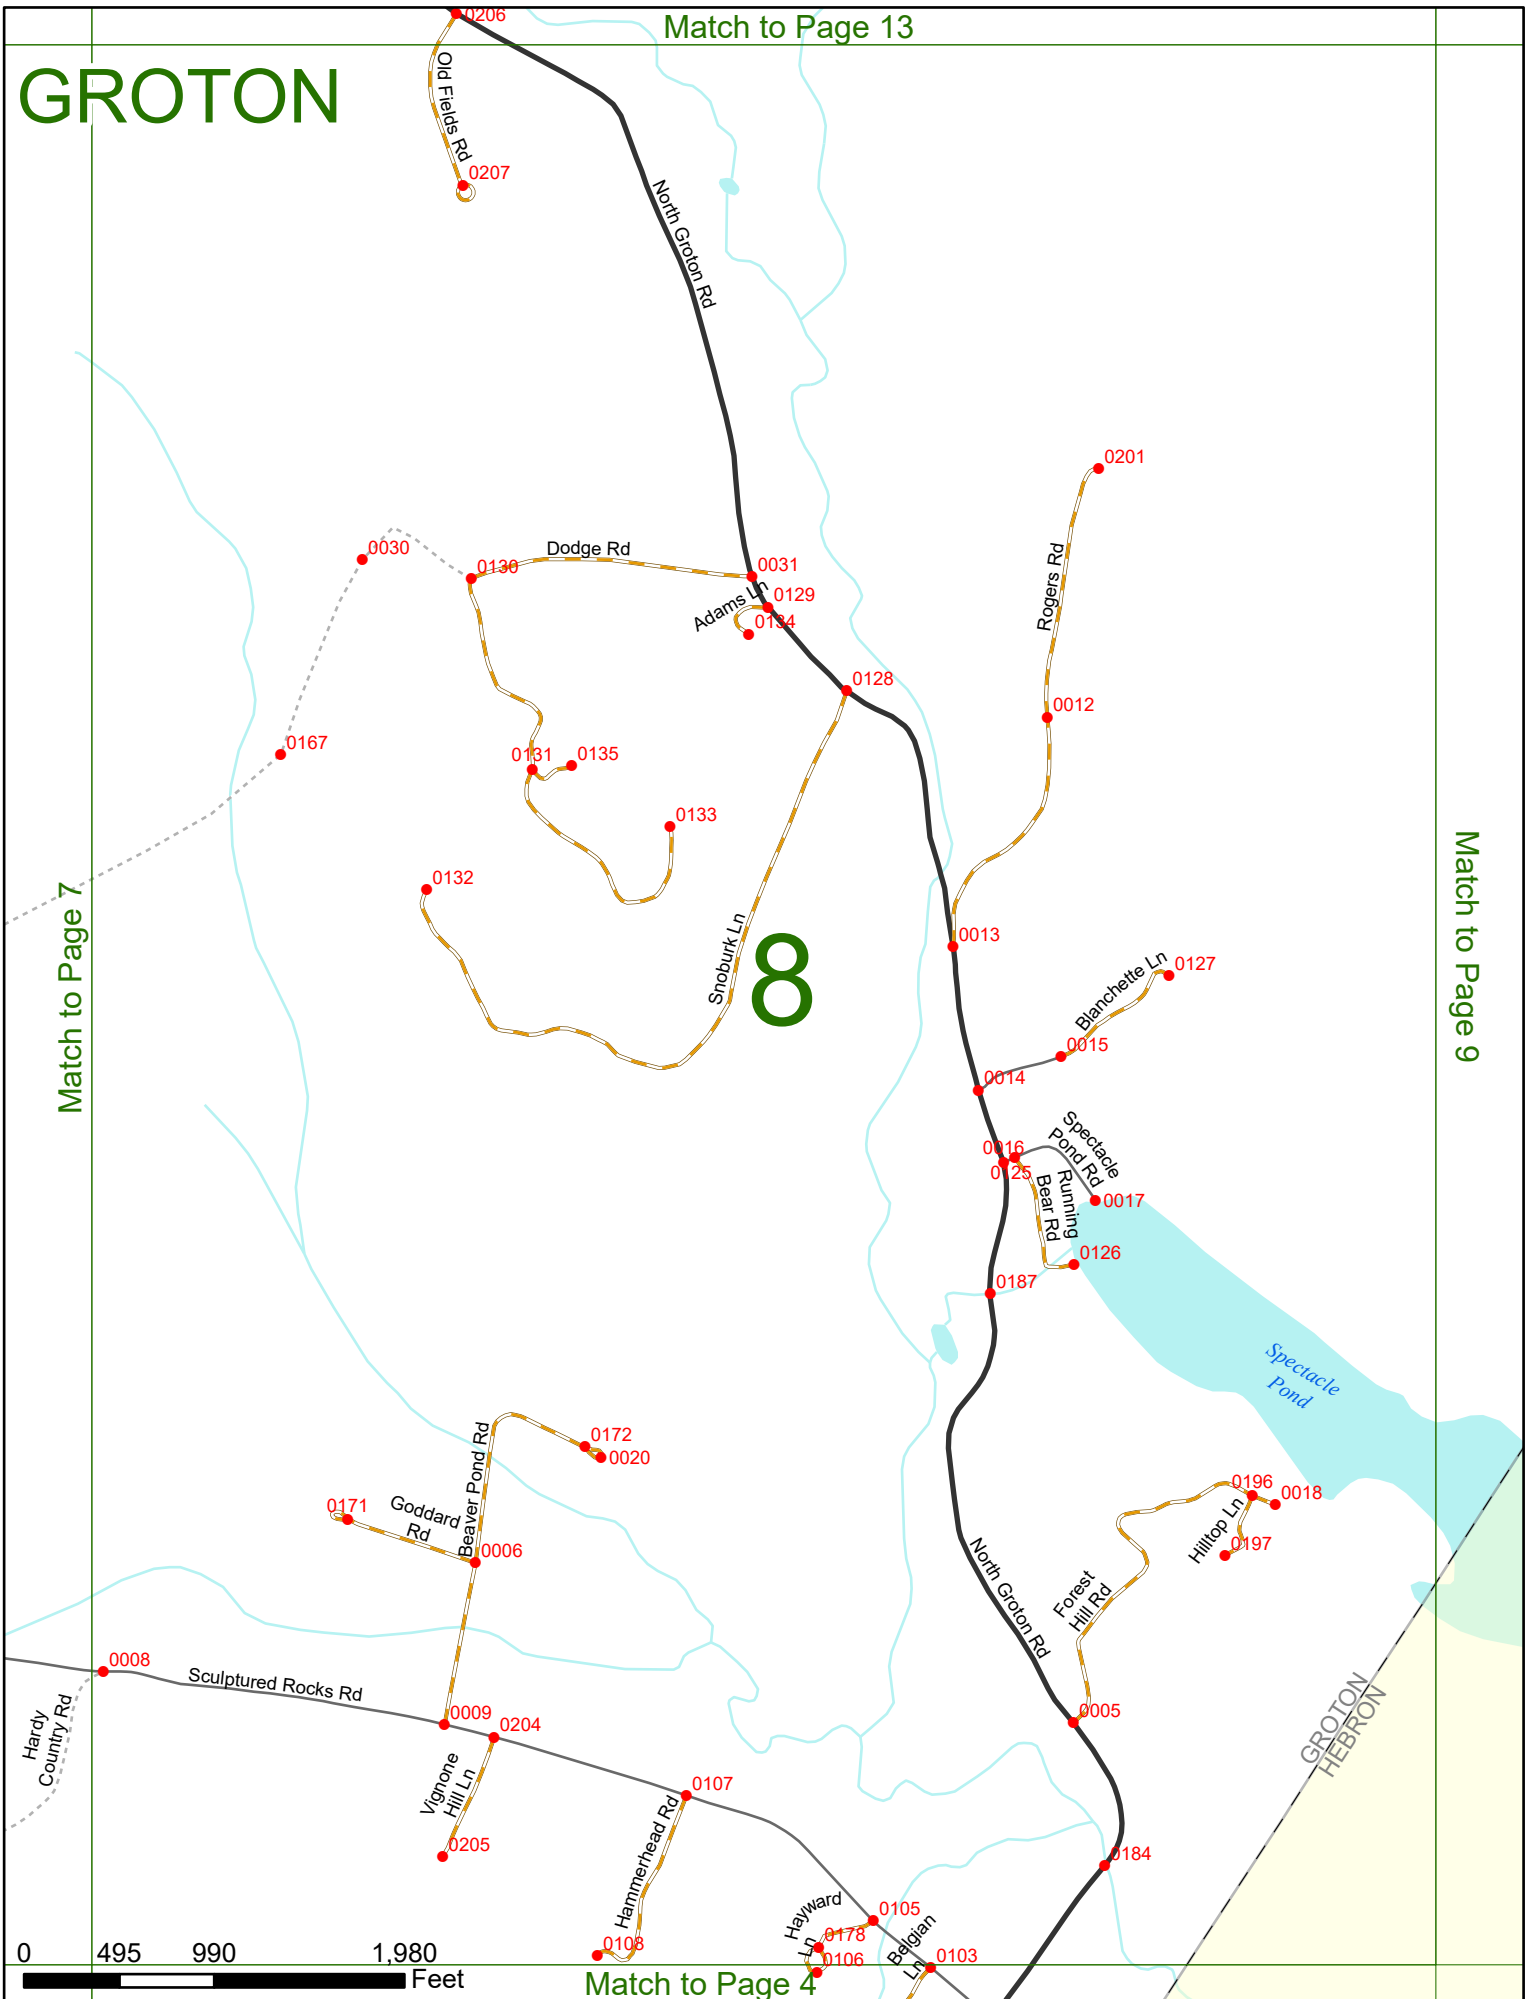 0206
Match to Page 13
GROTON
Old Fields Rd
0207
North Groton Rd
0201
0030
0130
Dodge Rd
0031
Adams Ln
0129
0134
Rogers Rd
0128
0012
0167
0131
0135
0133
0132
Match to Page 7
Match to Page 9
Snoburk Ln
8
0013
Blanchette Ln
0127
0015
0014
0016
0125
Spectacle
Pond Rd
Running
Bear Rd
0017
0126
0187
Spectacle
Pond
Beaver Pond Rd
0172
0020
0171
Goddard
Rd
0006
0196
0018
Hilltop Ln
0197
North Groton Rd
Forest
Hill Rd
0008
Sculptured Rocks Rd
Hardy
Country Rd
0009
0204
0005
GROTON
HEBRON
Vignone
Hill Ln
0107
0205
Hammerhead Rd
0184
0105
Hayward
Ln
0178
Belgian
Ln
0108
0106
0103
0
495
990
1,980
Feet
Match to Page 4